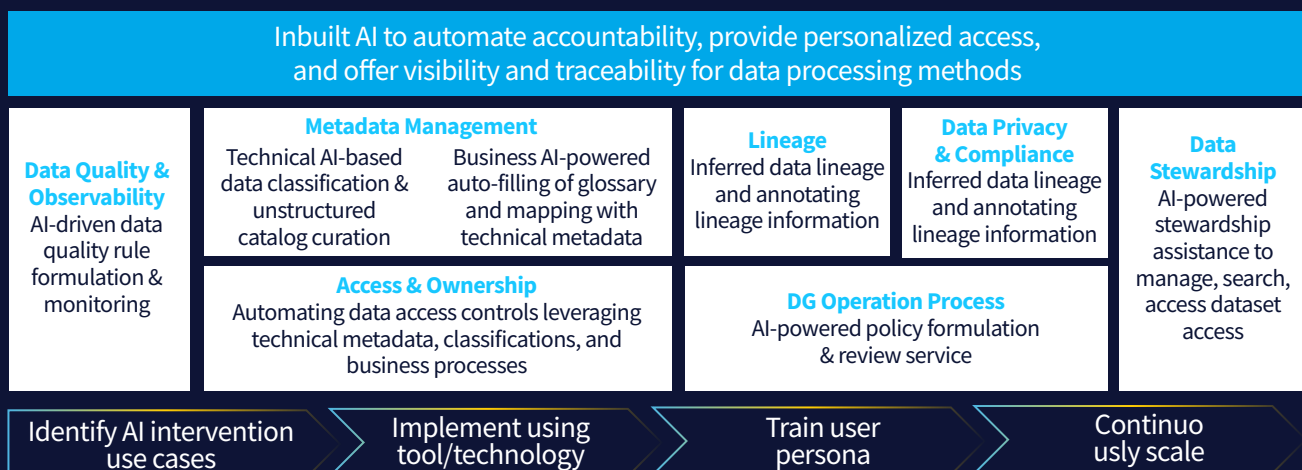 Inbuilt AI to automate accountability, provide personalized access,
and offer visibility and traceability for data processing methods
Data Quality &
Observability
AI-driven data
quality rule
formulation &
monitoring
Metadata Management
Technical AI-based
data classification &
unstructured
catalog curation
Business AI-powered
auto-filling of glossary
and mapping with
technical metadata
Lineage
Inferred data lineage
and annotating
lineage information
Data Privacy
& Compliance
Inferred data lineage
and annotating
lineage information
Data
Stewardship
AI-powered
stewardship
assistance to
manage, search,
access dataset
access
Access & Ownership
Automating data access controls leveraging
technical metadata, classifications, and
business processes
DG Operation Process
AI-powered policy formulation
& review service
Identify AI intervention
use cases
Implement using
tool/technology
Train user
persona
Continuo
usly scale